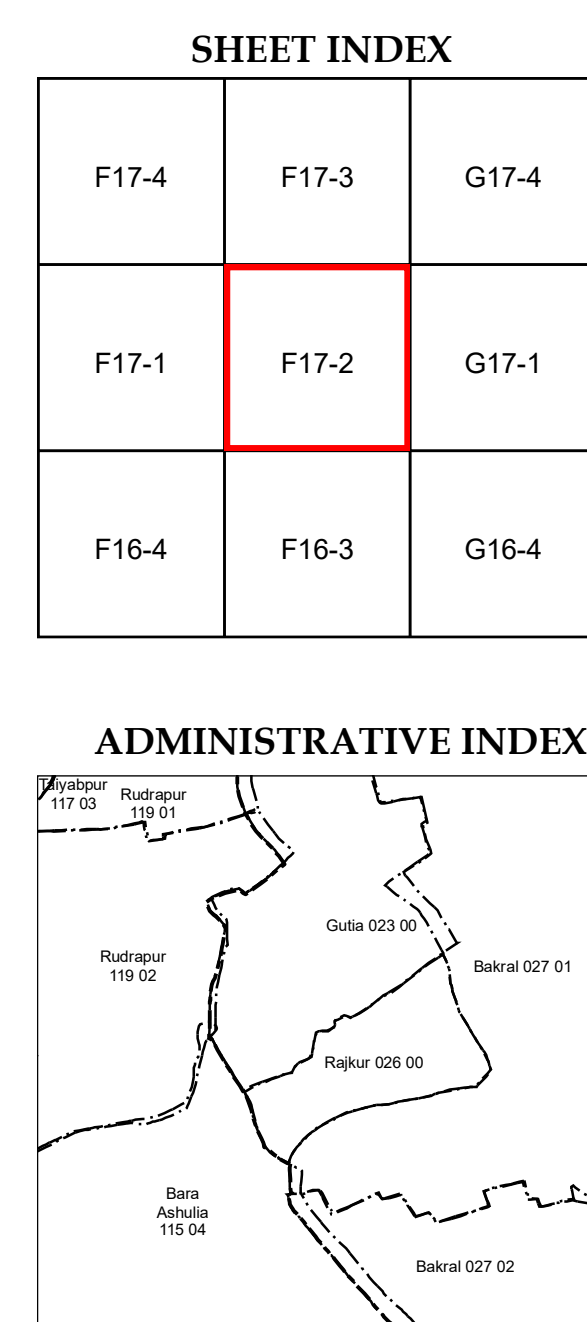 SHEET INDEX
F17-4
F17-3
G17-4
F17-1
F17-2
G17-1
F16-4
F16-3
G16-4
ADMINISTRATIVE INDEX
Taiyabpur
117 03
Rudrapur
119 01
Gutia 023 00
Rudrapur
119 02
Bakral 027 01
Rajkur 026 00
Bara
Ashulia
115 04
Bakral 027 02